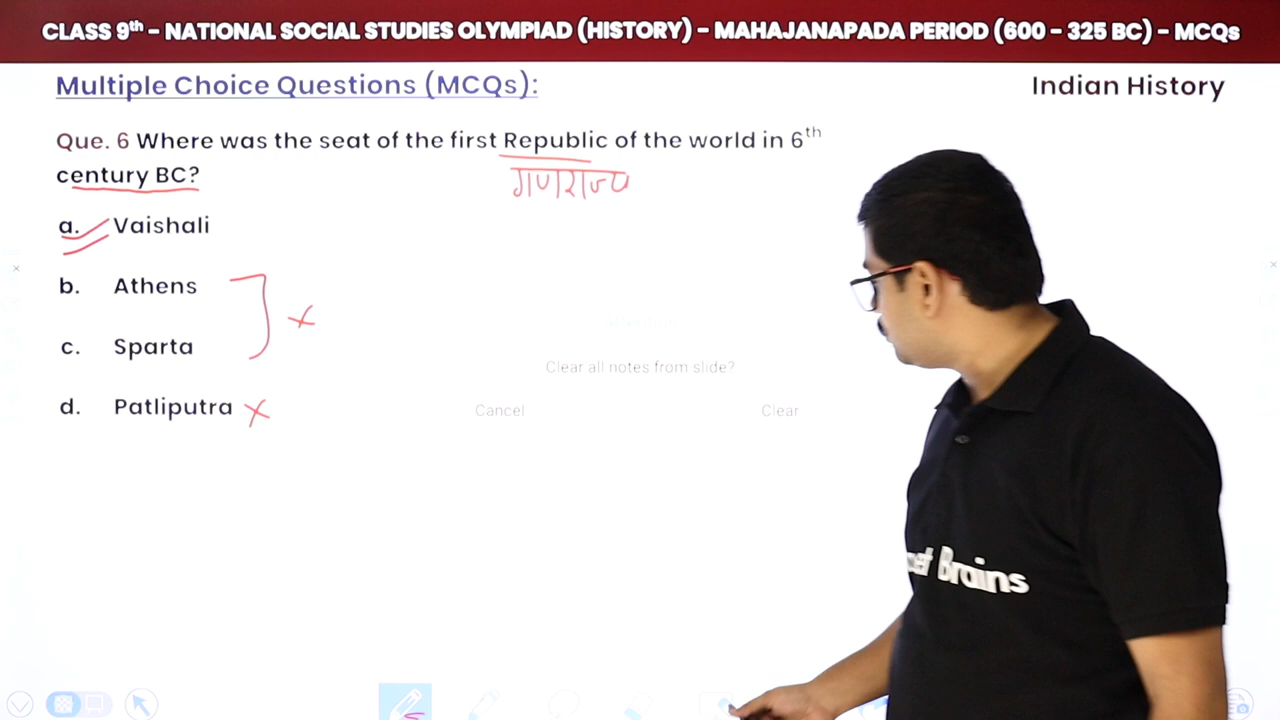 CLASS 9th - NATIONAL SOCIAL STUDIES OLYMPIAD (HISTORY) - MAHAJANAPADA PERIOD (600 - 325 BC) - MCQs
Multiple Choice Questions (MCQs):
Indian History
Que. 6 Where was the seat of the first Republic of the world in 6th
century BC?
गणराज्य
a. Vaishali
b. Athens
c. Sparta
d. Patliputra
Clear all notes from slide?
Cancel
Clear
Brains